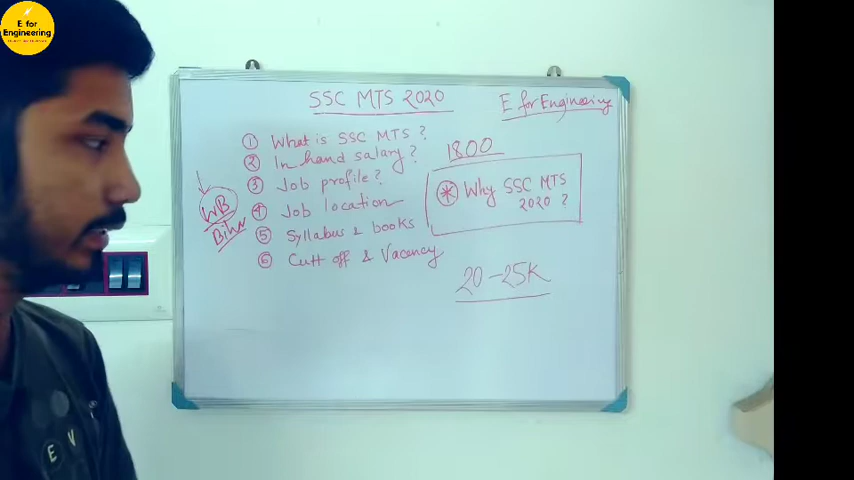 E for
Engineering
SSC MTS 2020
E for Engineering
① What is SSC MTS ?
② In hand salary ?
③ Job profile ?
④ Job location
⑤ Syllabus & books
⑥ Cutt off & Vacancy
WB
Bihar
1800
* Why SSC MTS
2020 ?
20-25K
E V